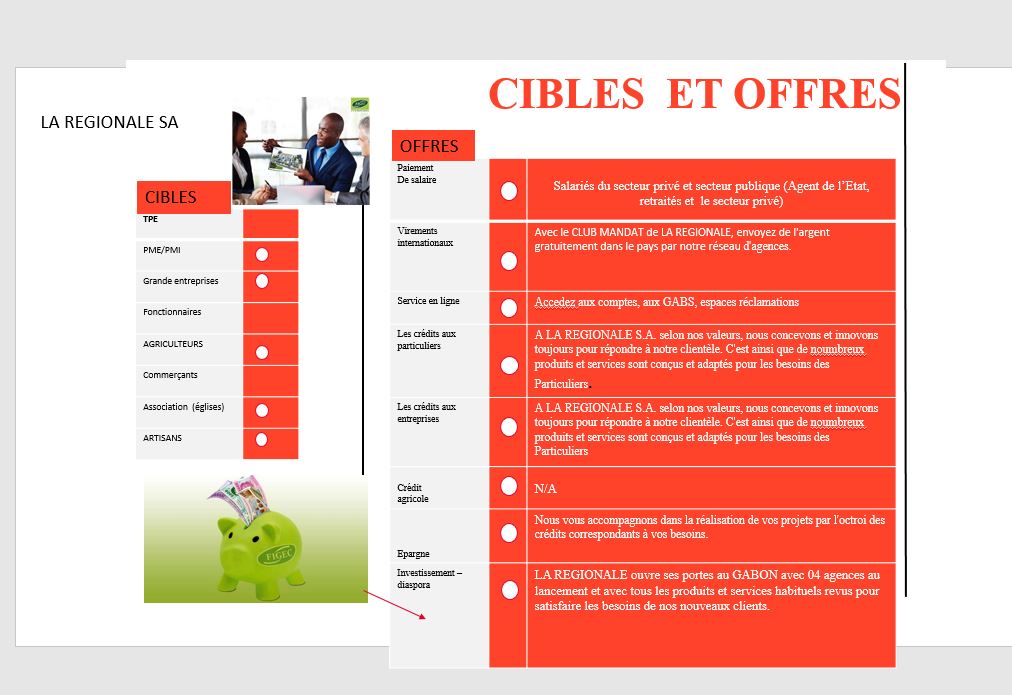 CIBLES ET OFFRES
LA REGIONALE SA
FIGEC
CIBLES
TPE
PME/PMI
Grande entreprises
Fonctionnaires
AGRICULTEURS
Commerçants
Association (églises)
ARTISANS
FIGEC
OFFRES
Paiement
De salaire
Salariés du secteur privé et secteur publique (Agent de l’Etat,
retraités et le secteur privé)
Virements
internationaux
Avec le CLUB MANDAT de LA REGIONALE, envoyez de l'argent
gratuitement dans le pays par notre réseau d'agences.
Service en ligne
Accedez aux comptes, aux GABS, espaces réclamations
Les crédits aux
particuliers
A LA REGIONALE S.A. selon nos valeurs, nous concevons et innovons
toujours pour répondre à notre clientèle. C'est ainsi que de noumbreux
produits et services sont conçus et adaptés pour les besoins des
Particuliers.
Les crédits aux
entreprises
A LA REGIONALE S.A. selon nos valeurs, nous concevons et innovons
toujours pour répondre à notre clientèle. C'est ainsi que de noumbreux
produits et services sont conçus et adaptés pour les besoins des
Particuliers
Crédit
agricole
N/A
Epargne
Nous vous accompagnons dans la réalisation de vos projets par l'octroi des
crédits correspondants à vos besoins.
Investissement –
diaspora
LA REGIONALE ouvre ses portes au GABON avec 04 agences au
lancement et avec tous les produits et services habituels revus pour
satisfaire les besoins de nos nouveaux clients.